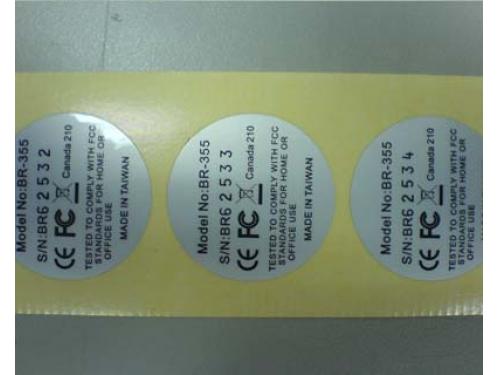 Model No:BR-355
S/N:BR6 2 5 3 2
CE FC Canada 210
TESTED TO COMPLY WITH FCC
STANDARDS FOR HOME OR
OFFICE USE
MADE IN TAIWAN
Model No:BR-355
S/N:BR6 2 5 3 3
CE FC Canada 210
TESTED TO COMPLY WITH FCC
STANDARDS FOR HOME OR
OFFICE USE
MADE IN TAIWAN
Model No:BR-355
S/N:BR6 2 5 3 4
CE FC Canada 210
TESTED TO COMPLY WITH FCC
STANDARDS FOR HOME OR
OFFICE USE
MADE IN TAIWAN